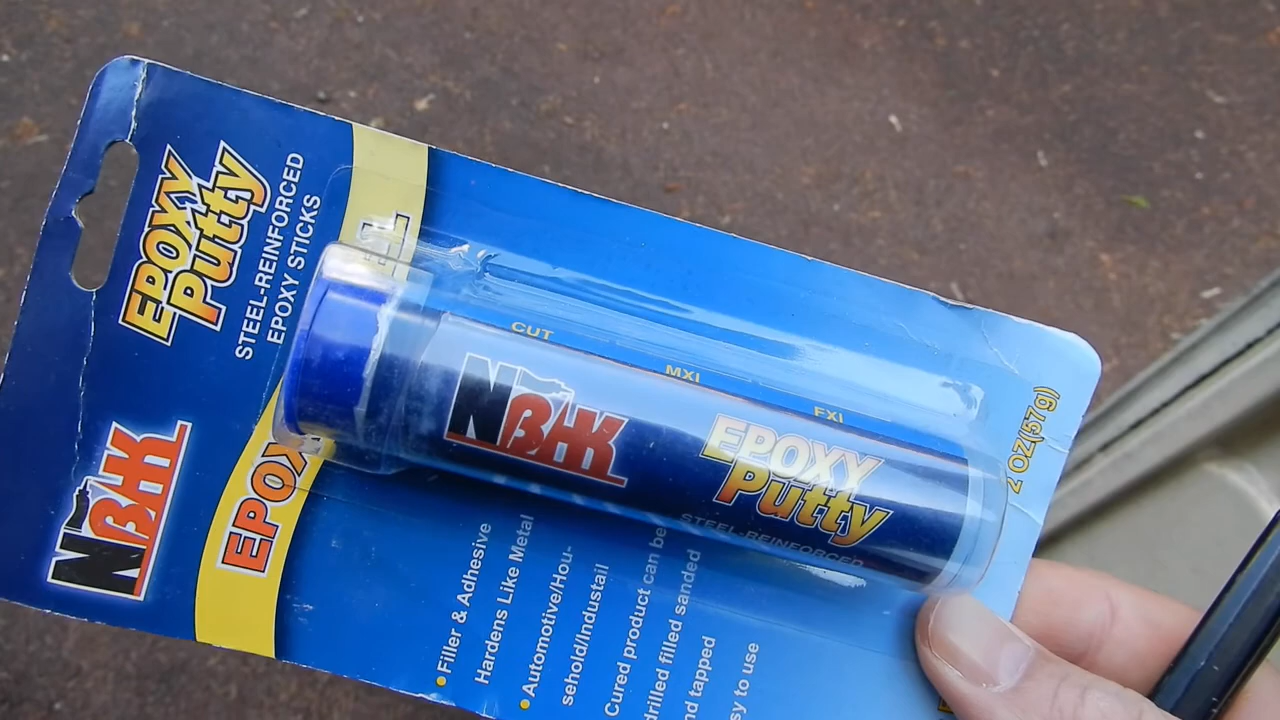 EPOXY
Putty
STEEL-REINFORCED
EPOXY STICKS
CUT
MXI
FXI
EPOXY
Putty
STEEL-REINFORCED
2 OZ(57g)
EPOX
Filler & Adhesive
Hardens Like Metal
Automotive/Hou-
sehold/Industail
Cured product can be
drilled filled sanded
nd tapped
sy to use